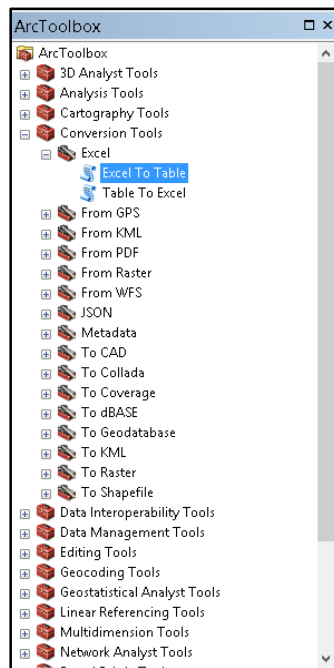 ArcToolbox
ArcToolbox
3D Analyst Tools
Analysis Tools
Cartography Tools
Conversion Tools
Excel
Excel To Table
Table To Excel
From GPS
From KML
From PDF
From Raster
From WFS
JSON
Metadata
To CAD
To Collada
To Coverage
To dBASE
To Geodatabase
To KML
To Raster
To Shapefile
Data Interoperability Tools
Data Management Tools
Editing Tools
Geocoding Tools
Geostatistical Analyst Tools
Linear Referencing Tools
Multidimension Tools
Network Analyst Tools